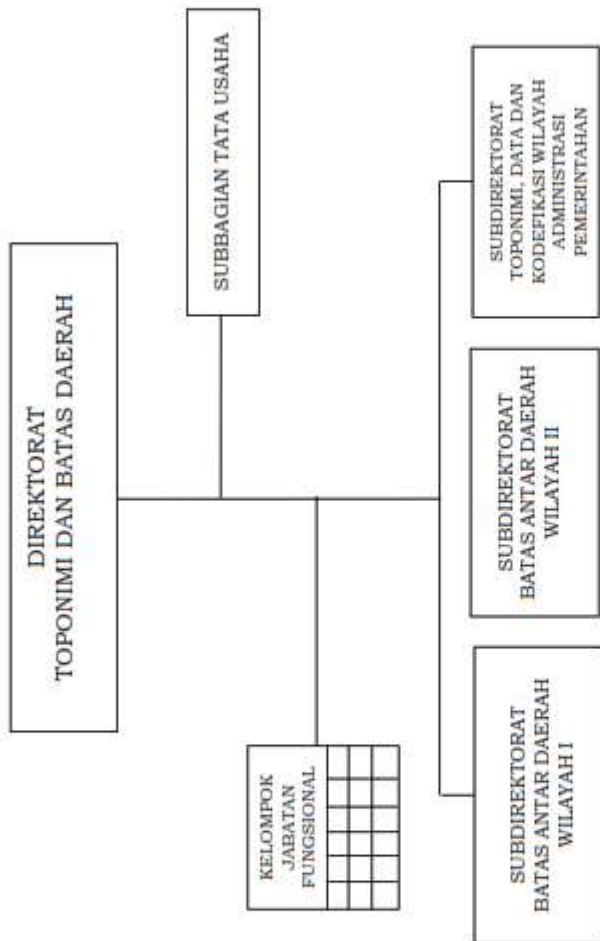 DIREKTORAT
TOPONIMI DAN BATAS DAERAH
SUBBAGIAN TATA USAHA
KELOMPOK
JABATAN
FUNGSIONAL
SUBDIREKTORAT
BATAS ANTAR DAERAH
WILAYAH I
SUBDIREKTORAT
BATAS ANTAR DAERAH
WILAYAH II
SUBDIREKTORAT
TOPONIMI, DATA DAN
KODEFIKASI WILAYAH
ADMINISTRASI
PEMERINTAHAN